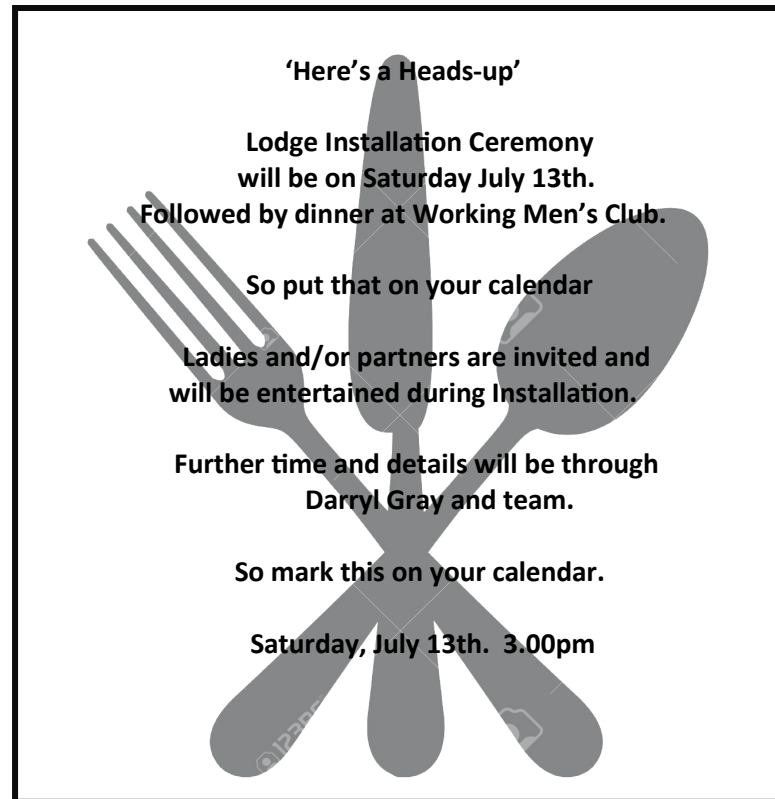 ‘Here’s a Heads-up’
Lodge Installation Ceremony
will be on Saturday July 13th.
Followed by dinner at Working Men’s Club.
So put that on your calendar
Ladies and/or partners are invited and
will be entertained during Installation.
Further time and details will be through
Darryl Gray and team.
So mark this on your calendar.
Saturday, July 13th.  3.00pm